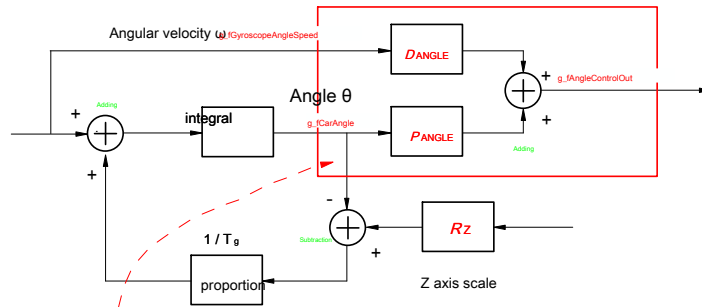 Angular velocity ω
g_fGyroscopeAngleSpeed
DANGLE
+
g_fAngleControlOut
+
Adding
+
integral
Angle θ
g_fCarAngle
PANGLE
+
Adding
+
-
Subtraction
+
Rz
1 / Tg
proportion
Z axis scale